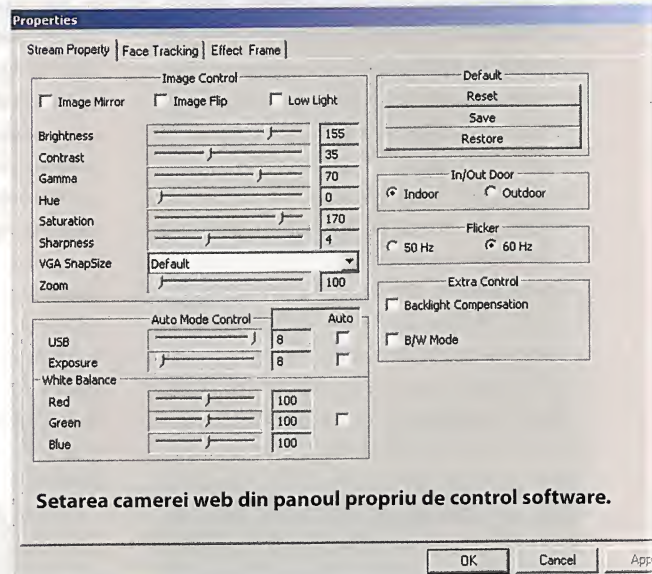 Properties
Stream Property Face Tracking Effect Frame
Image Control
Image Mirror Image Flip Low Light
Brightness 155
Contrast 35
Gamma 70
Hue 0
Saturation 170
Sharpness 4
VGA SnapSize Default
Zoom 100
Auto Mode Control Auto
USB 8
Exposure 8
White Balance
Red 100
Green 100
Blue 100
Default
Reset
Save
Restore
In/Out Door
Indoor Outdoor
Flicker
50 Hz 60 Hz
Extra Control
Backlight Compensation
B/W Mode
Setarea camerei web din panoul propriu de control software.
OK Cancel App